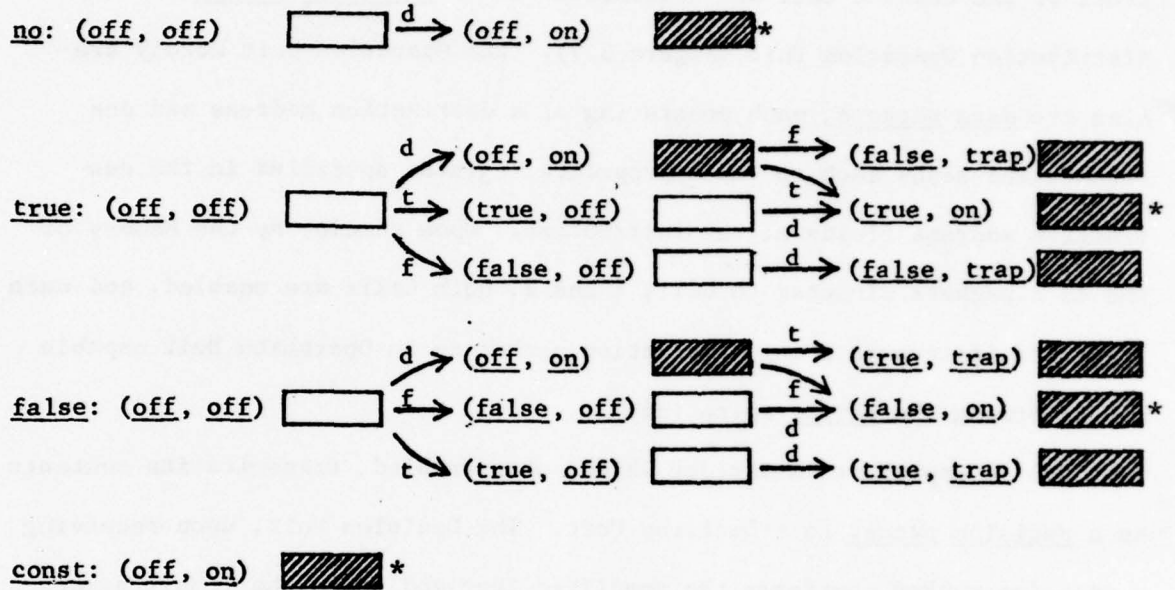 no: (off, off) d (off, on) *
d (off, on) f (false, trap)
true: (off, off) t (true, off) t (true, on) *
f (false, off) d (false, trap)
d (off, on) t (true, trap)
false: (off, off) f (false, off) f (false, on) *
d
t (true, off) d (true, trap)
const: (off, on) *